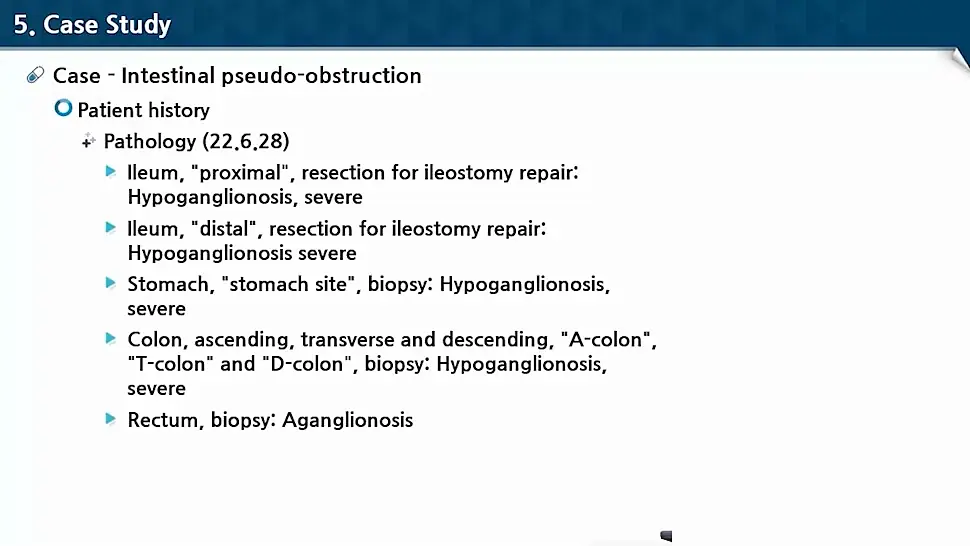 5. Case Study
Case - Intestinal pseudo-obstruction
Patient history
Pathology (22.6.28)
Ileum, "proximal", resection for ileostomy repair:
Hypoganglionosis, severe
Ileum, "distal", resection for ileostomy repair:
Hypoganglionosis severe
Stomach, "stomach site", biopsy: Hypoganglionosis,
severe
Colon, ascending, transverse and descending, "A-colon",
"T-colon" and "D-colon", biopsy: Hypoganglionosis,
severe
Rectum, biopsy: Aganglionosis